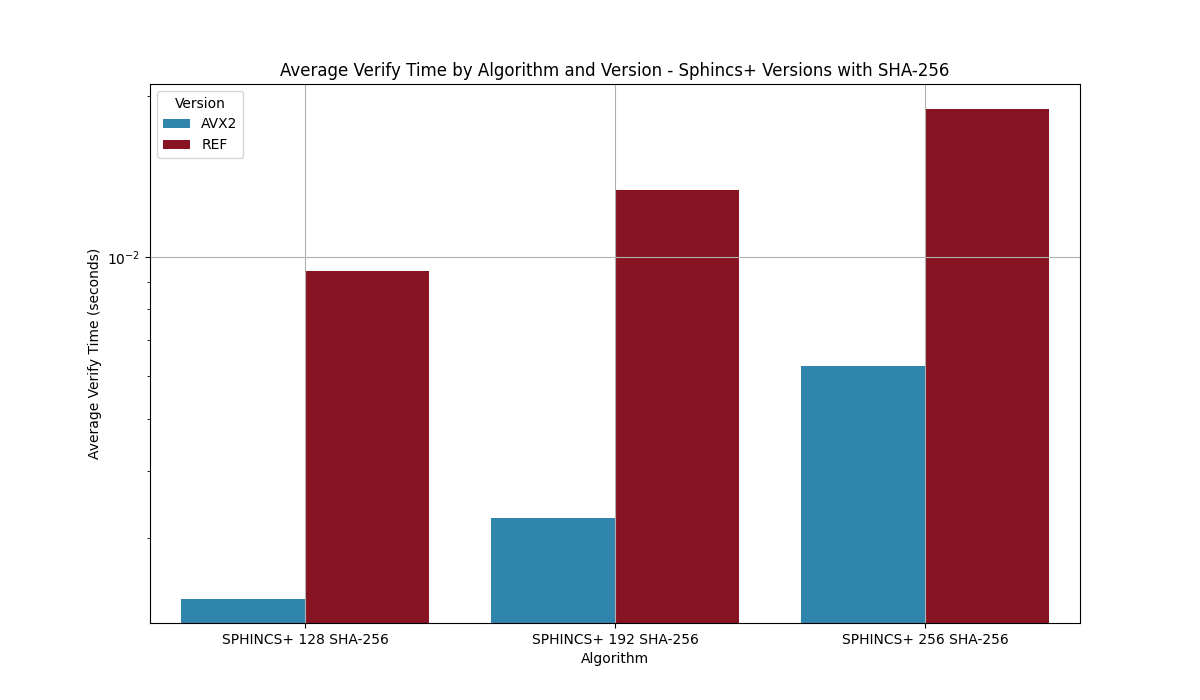 Average Verify Time by Algorithm and Version - Sphincs+ Versions with SHA-256
Version
AVX2
REF
10⁻²
Average Verify Time (seconds)
SPHINCS+ 128 SHA-256
SPHINCS+ 192 SHA-256
SPHINCS+ 256 SHA-256
Algorithm